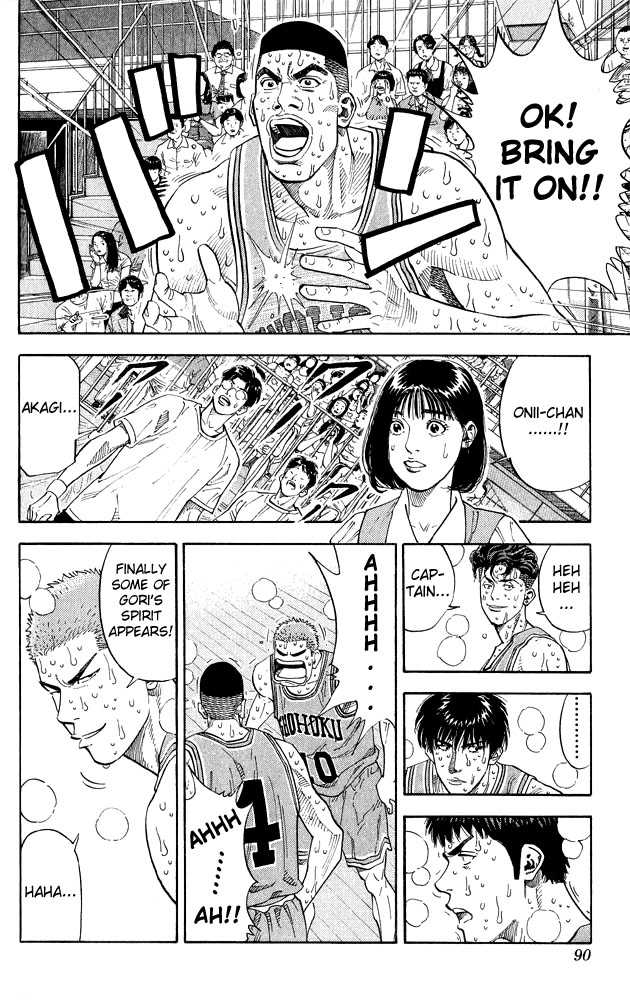 OK!
BRING
IT ON!!
ONII-CHAN
......!!
AKAGI...
HEH
HEH
...
CAP-
TAIN...
........
AHHHH...
SHOHOKU
10
4
AHHH
......
AH!!
FINALLY
SOME OF
GORI'S
SPIRIT
APPEARS!
HAHA...
90